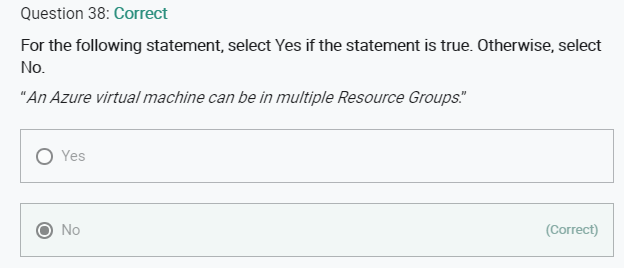 Question 38: Correct
For the following statement, select Yes if the statement is true. Otherwise, select
No.
"An Azure virtual machine can be in multiple Resource Groups."
Yes
No (Correct)